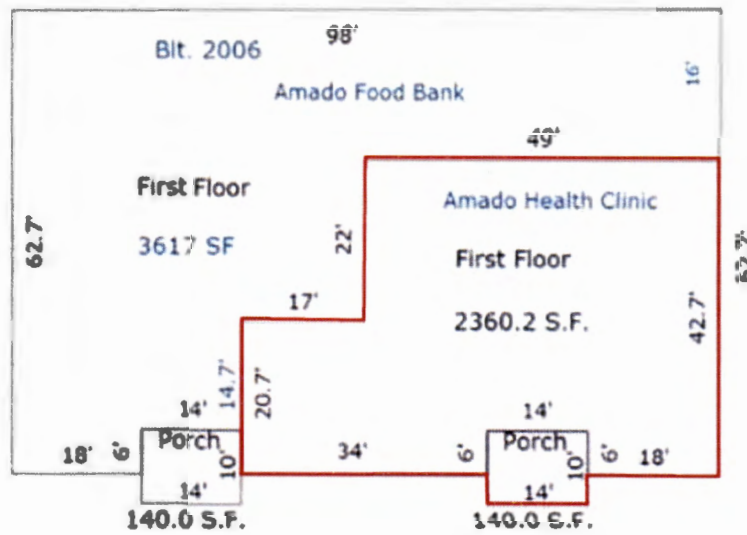 98'
Blt. 2006
16'
Amado Food Bank
49'
First Floor
Amado Health Clinic
62.7'
22'
3617 SF
First Floor
42.7'
17'
2360.2 S.F.
14.7'
20.7'
14'
14'
18'
6'
Porch
10'
34'
6'
Porch
10'
6'
18'
14'
14'
140.0 S.F.
140.0 S.F.